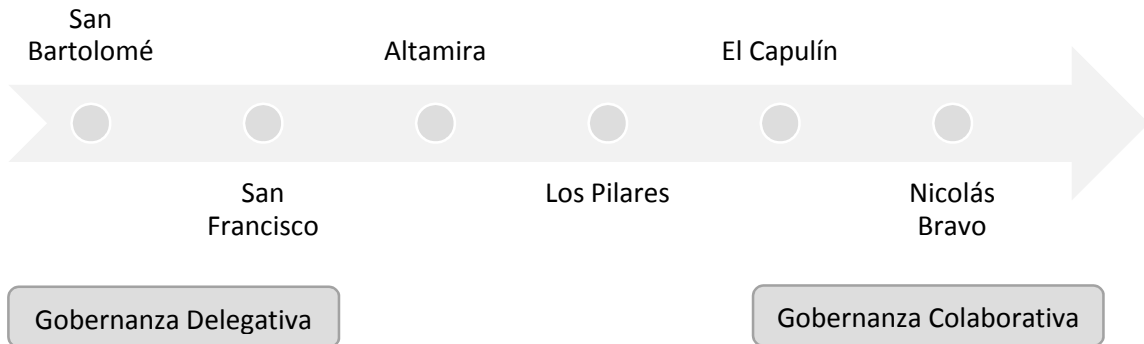 San
Bartolomé
Altamira
El Capulín
San
Francisco
Los Pilares
Nicolás
Bravo
Gobernanza Delegativa
Gobernanza Colaborativa